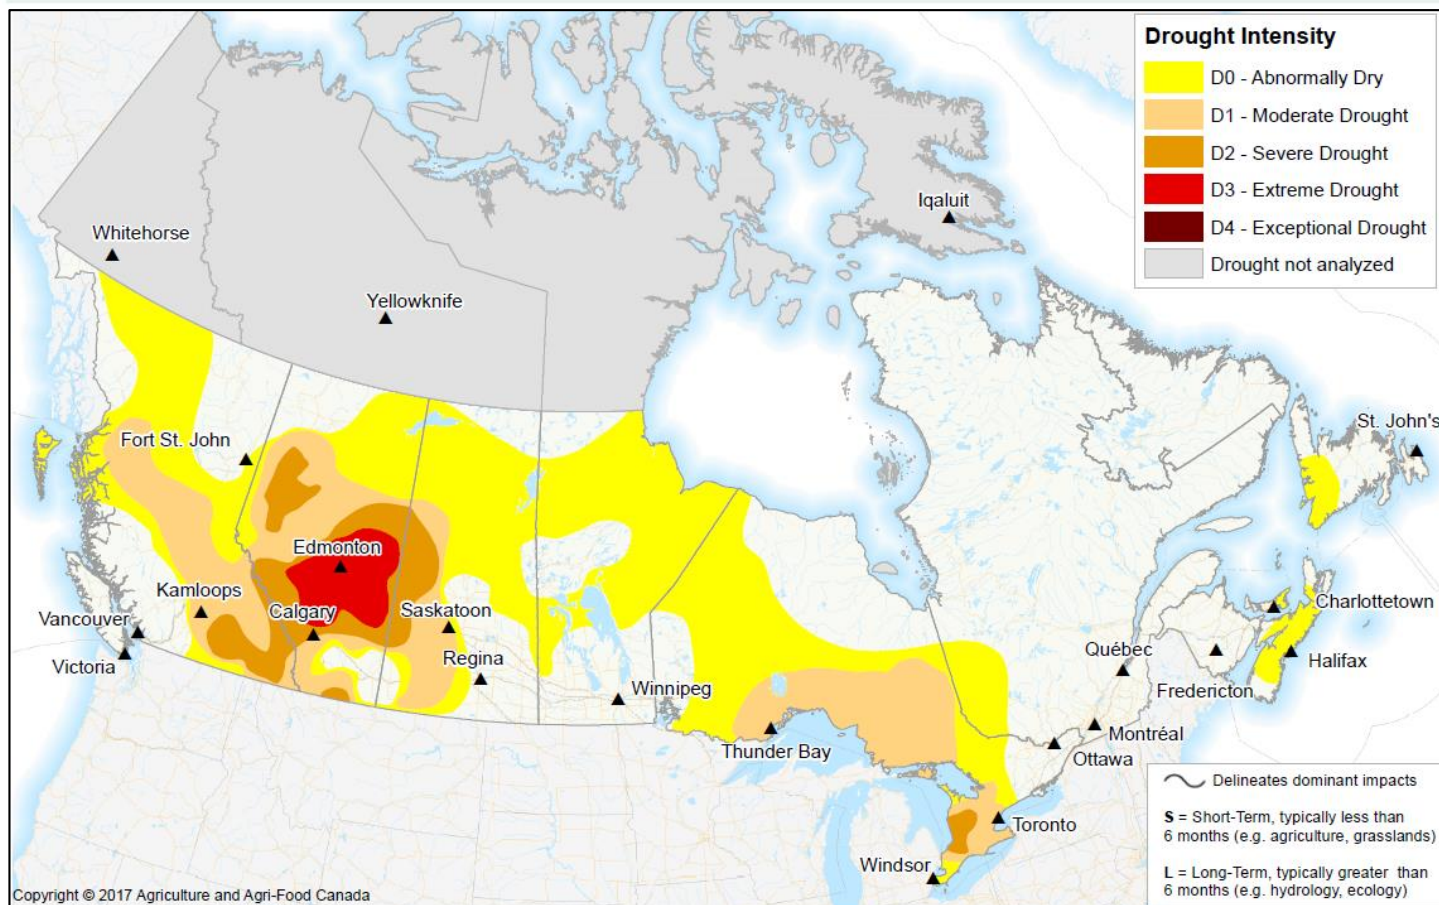 Drought Intensity
D0 - Abnormally Dry
D1 - Moderate Drought
D2 - Severe Drought
D3 - Extreme Drought
D4 - Exceptional Drought
Drought not analyzed
Iqaluit
Whitehorse
Yellowknife
St. John's
Fort St. John
Edmonton
Kamloops
Calgary
Saskatoon
Charlottetown
Vancouver
Regina
Québec
Halifax
Victoria
Winnipeg
Fredericton
Thunder Bay
Montréal
Ottawa
Toronto
Windsor
Delineates dominant impacts
S = Short-Term, typically less than
6 months (e.g. agriculture, grasslands)
L = Long-Term, typically greater than
6 months (e.g. hydrology, ecology)
Copyright © 2017 Agriculture and Agri-Food Canada